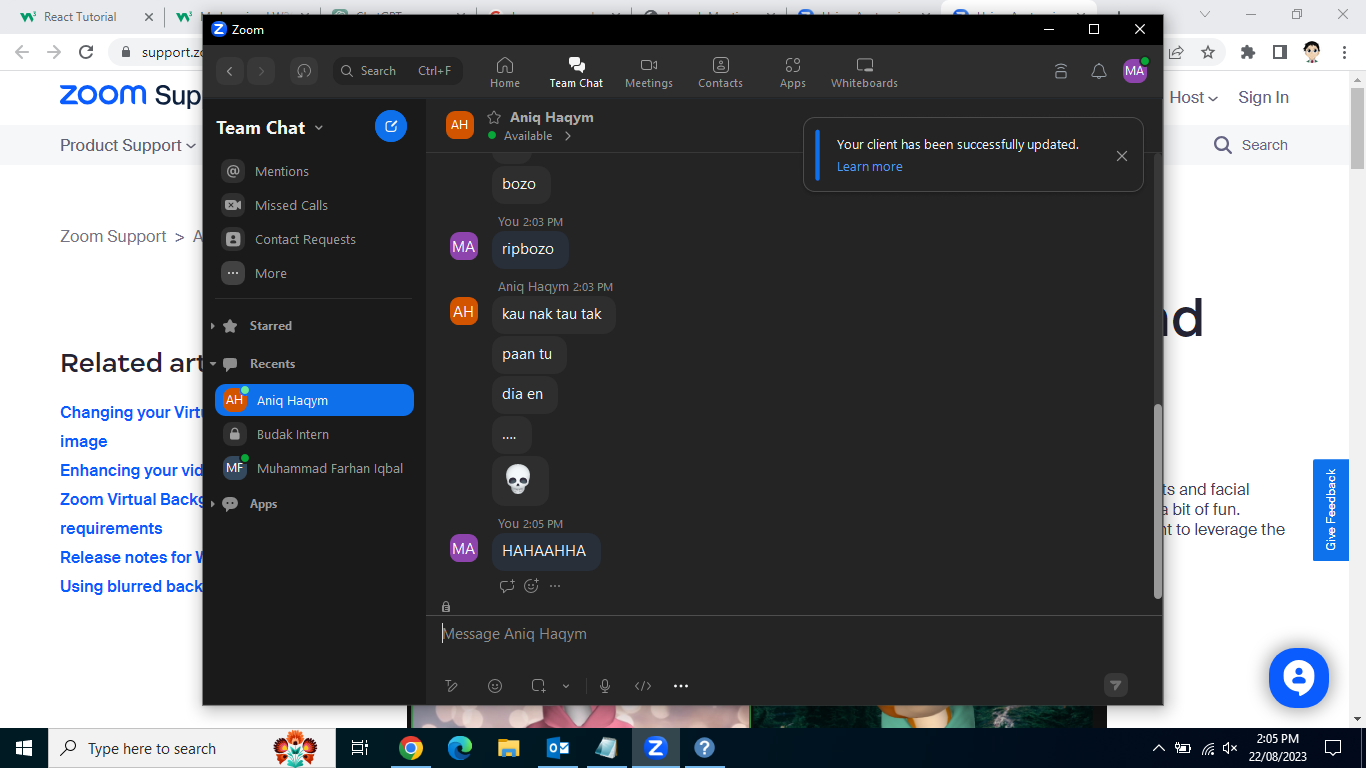 React Tutorial
Zoom
support.zo
Search Ctrl+F
Home
Team Chat
Meetings
Contacts
Apps
Whiteboards
MA
zoom Sup
Host
Sign In
Product Support
Search
Team Chat
Mentions
Missed Calls
Contact Requests
More
Starred
Recents
AH Aniq Haqym
Budak Intern
MF Muhammad Farhan Iqbal
Apps
AH
Aniq Haqym
Available
Your client has been successfully updated.
Learn more
bozo
You 2:03 PM
MA
ripbozo
Aniq Haqym 2:03 PM
AH
kau nak tau tak
paan tu
dia en
....
You 2:05 PM
MA
HAHAAHHA
Message Aniq Haqym
Zoom Support > A
Related art
Changing your Virtu
image
Enhancing your vid
Zoom Virtual Backg
requirements
Release notes for W
Using blurred back
nd
ts and facial
a bit of fun.
nt to leverage the
Give Feedback
Type here to search
2:05 PM
22/08/2023